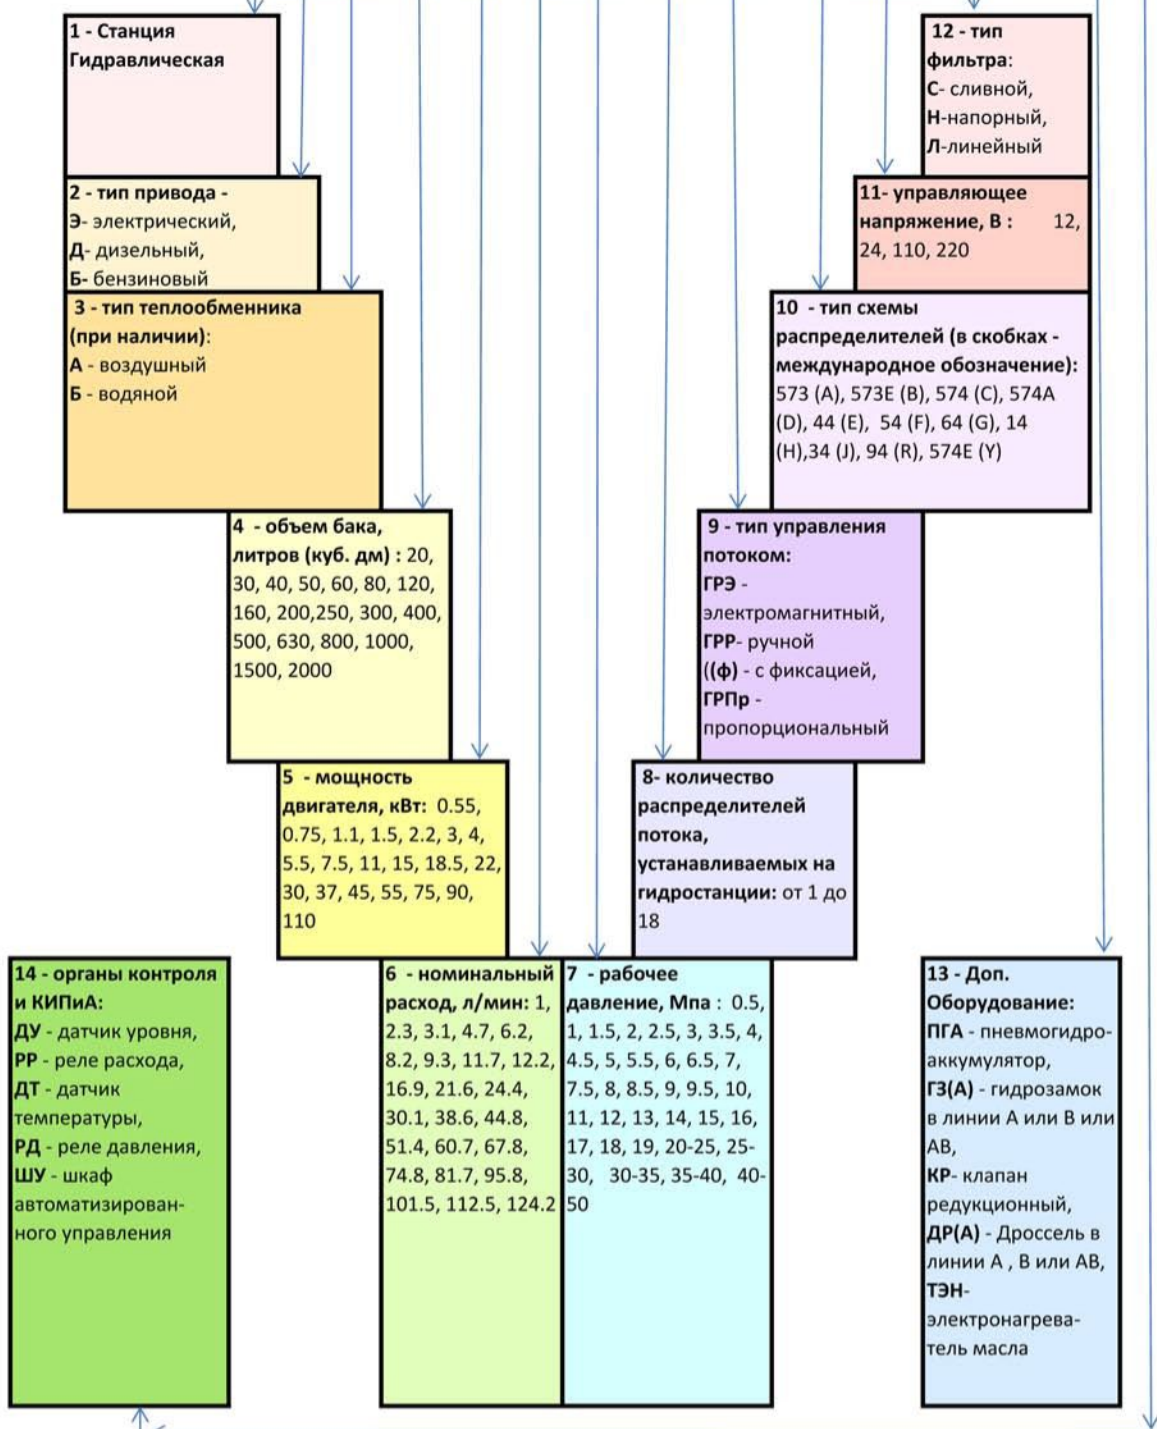 1 - Станция
Гидравлическая
2 - тип привода -
Э- электрический,
Д- дизельный,
Б- бензиновый
3 - тип теплообменника
(при наличии):
А - воздушный
Б - водяной
4 - объем бака,
литров (куб. дм) : 20,
30, 40, 50, 60, 80, 120,
160, 200,250, 300, 400,
500, 630, 800, 1000,
1500, 2000
5 - мощность
двигателя, кВт: 0.55,
0.75, 1.1, 1.5, 2.2, 3, 4,
5.5, 7.5, 11, 15, 18.5, 22,
30, 37, 45, 55, 75, 90,
110
6 - номинальный
расход, л/мин: 1,
2.3, 3.1, 4.7, 6.2,
8.2, 9.3, 11.7, 12.2,
16.9, 21.6, 24.4,
30.1, 38.6, 44.8,
51.4, 60.7, 67.8,
74.8, 81.7, 95.8,
101.5, 112.5, 124.2
7 - рабочее
давление, Мпа : 0.5,
1, 1.5, 2, 2.5, 3, 3.5, 4,
4.5, 5, 5.5, 6, 6.5, 7,
7.5, 8, 8.5, 9, 9.5, 10,
11, 12, 13, 14, 15, 16,
17, 18, 19, 20-25, 25-
30, 30-35, 35-40, 40-
50
8- количество
распределителей
потока,
устанавливаемых на
гидростанции: от 1 до
18
9 - тип управления
потоком:
ГРЭ -
электромагнитный,
ГРР- ручной
((ф) - с фиксацией,
ГРПр -
пропорциональный
10 - тип схемы
распределителей (в скобках -
международное обозначение):
573 (A), 573E (B), 574 (C), 574A
(D), 44 (E), 54 (F), 64 (G), 14
(H),34 (J), 94 (R), 574E (Y)
11- управляющее
напряжение, В : 12,
24, 110, 220
12 - тип
фильтра:
С- сливной,
Н-напорный,
Л-линейный
13 - Доп.
Оборудование:
ПГА - пневмогидро-
аккумулятор,
ГЗ(А) - гидрозамок
в линии А или В или
АВ,
КР- клапан
редукционный,
ДР(А) - Дроссель в
линии А , В или АВ,
ТЭН-
электронагрева-
тель масла
14 - органы контроля
и КИПиА:
ДУ - датчик уровня,
РР - реле расхода,
ДТ - датчик
температуры,
РД - реле давления,
ШУ - шкаф
автоматизирован-
ного управления